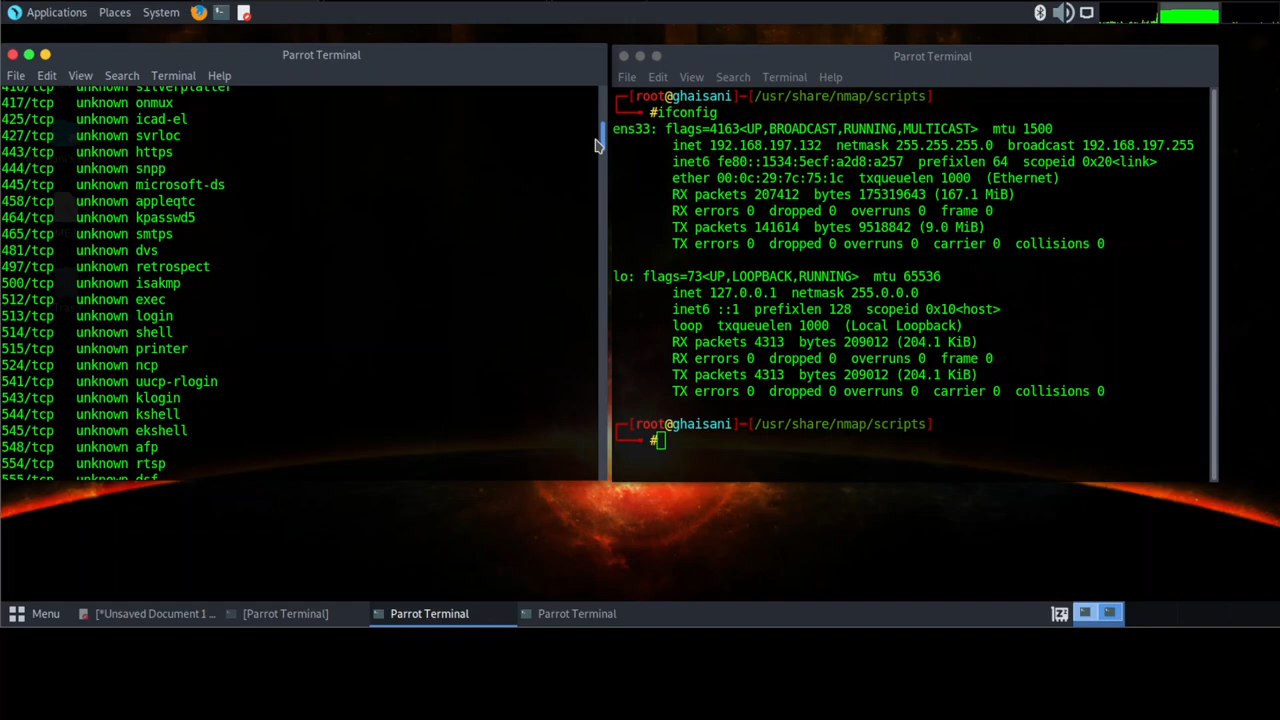 Applications Places System
Parrot Terminal
File Edit View Search Terminal Help
416/tcp unknown silverplatter
417/tcp unknown onmux
425/tcp unknown icad-el
427/tcp unknown svrloc
443/tcp unknown https
444/tcp unknown snpp
445/tcp unknown microsoft-ds
458/tcp unknown appleqtc
464/tcp unknown kpasswd5
465/tcp unknown smtps
481/tcp unknown dvs
497/tcp unknown retrospect
500/tcp unknown isakmp
512/tcp unknown exec
513/tcp unknown login
514/tcp unknown shell
515/tcp unknown printer
524/tcp unknown ncp
541/tcp unknown uucp-rlogin
543/tcp unknown klogin
544/tcp unknown kshell
545/tcp unknown ekshell
548/tcp unknown afp
554/tcp unknown rtsp
555/tcp unknown dsf
Parrot Terminal
File Edit View Search Terminal Help
[root@ghaisani]-[/usr/share/nmap/scripts]
#ifconfig
ens33: flags=4163<UP,BROADCAST,RUNNING,MULTICAST> mtu 1500
inet 192.168.197.132 netmask 255.255.255.0 broadcast 192.168.197.255
inet6 fe80::1534:5ecf:a2d8:a257 prefixlen 64 scopeid 0x20<link>
ether 00:0c:29:7c:75:1c txqueuelen 1000 (Ethernet)
RX packets 207412 bytes 175319643 (167.1 MiB)
RX errors 0 dropped 0 overruns 0 frame 0
TX packets 141614 bytes 9518842 (9.0 MiB)
TX errors 0 dropped 0 overruns 0 carrier 0 collisions 0
lo: flags=73<UP,LOOPBACK,RUNNING> mtu 65536
inet 127.0.0.1 netmask 255.0.0.0
inet6 ::1 prefixlen 128 scopeid 0x10<host>
loop txqueuelen 1000 (Local Loopback)
RX packets 4313 bytes 209012 (204.1 KiB)
RX errors 0 dropped 0 overruns 0 frame 0
TX packets 4313 bytes 209012 (204.1 KiB)
TX errors 0 dropped 0 overruns 0 carrier 0 collisions 0
[root@ghaisani]-[/usr/share/nmap/scripts]
#
Menu [*Unsaved Document 1 ... [Parrot Terminal] Parrot Terminal Parrot Terminal